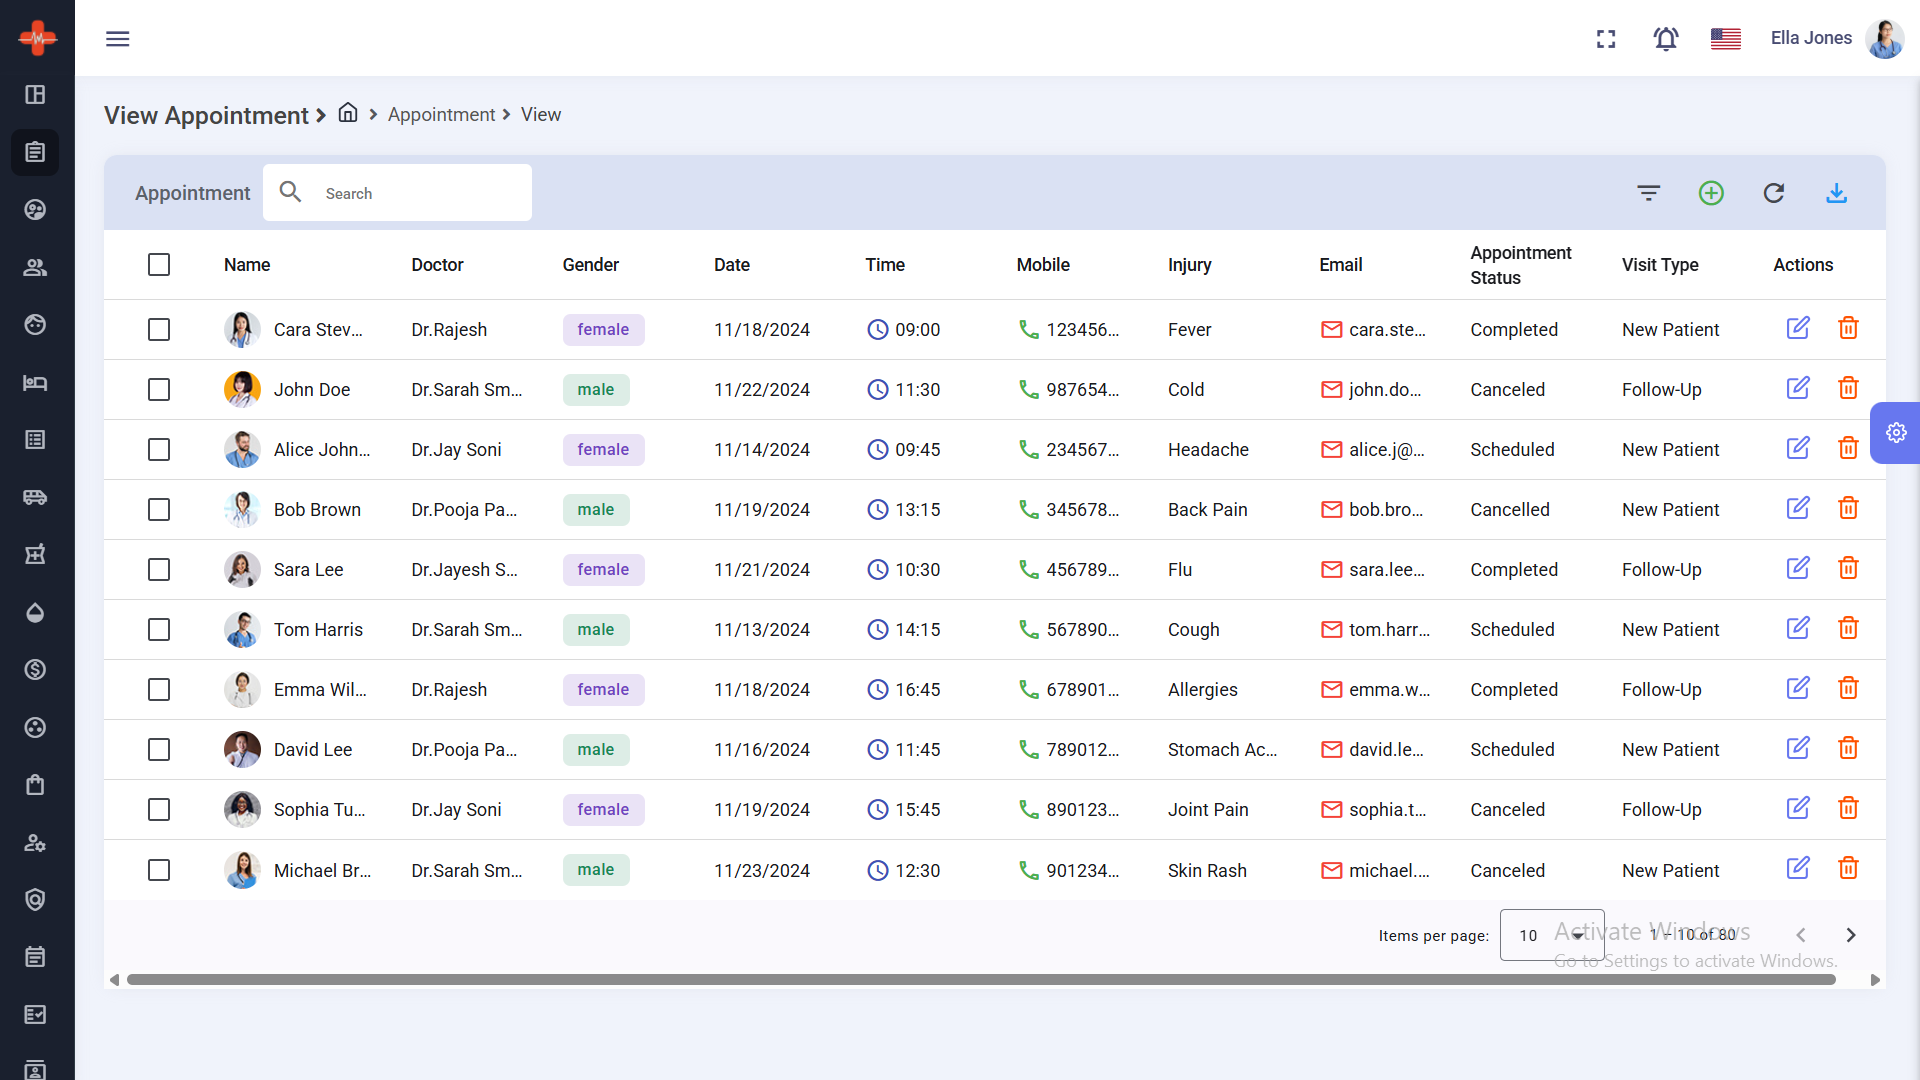 Ella Jones
View Appointment
Appointment
View
Appointment
Search
Name Doctor Gender Date Time Mobile Injury Email Appointment Status Visit Type Actions
Cara Stev... Dr.Rajesh female 11/18/2024 09:00 123456... Fever cara.ste... Completed New Patient
John Doe Dr.Sarah Sm... male 11/22/2024 11:30 987654... Cold john.do... Canceled Follow-Up
Alice John... Dr.Jay Soni female 11/14/2024 09:45 234567... Headache alice.j@... Scheduled New Patient
Bob Brown Dr.Pooja Pa... male 11/19/2024 13:15 345678... Back Pain bob.bro... Cancelled New Patient
Sara Lee Dr.Jayesh S... female 11/21/2024 10:30 456789... Flu sara.lee... Completed Follow-Up
Tom Harris Dr.Sarah Sm... male 11/13/2024 14:15 567890... Cough tom.harr... Scheduled New Patient
Emma Wil... Dr.Rajesh female 11/18/2024 16:45 678901... Allergies emma.w... Completed Follow-Up
David Lee Dr.Pooja Pa... male 11/16/2024 11:45 789012... Stomach Ac... david.le... Scheduled New Patient
Sophia Tu... Dr.Jay Soni female 11/19/2024 15:45 890123... Joint Pain sophia.t... Canceled Follow-Up
Michael Br... Dr.Sarah Sm... male 11/23/2024 12:30 901234... Skin Rash michael.... Canceled New Patient
Items per page: 10 1 – 10 of 80
Activate Windows
Go to Settings to activate Windows.